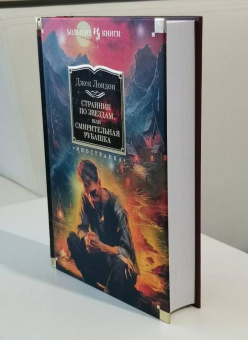 БОЛЬШИЕ КНИГИ
Джек Лондон
СТРАННИК
ПО ЗВЕЗДАМ,
ИЛИ
СМИРИТЕЛЬНАЯ
РУБАШКА
ИНОСТРАНКА